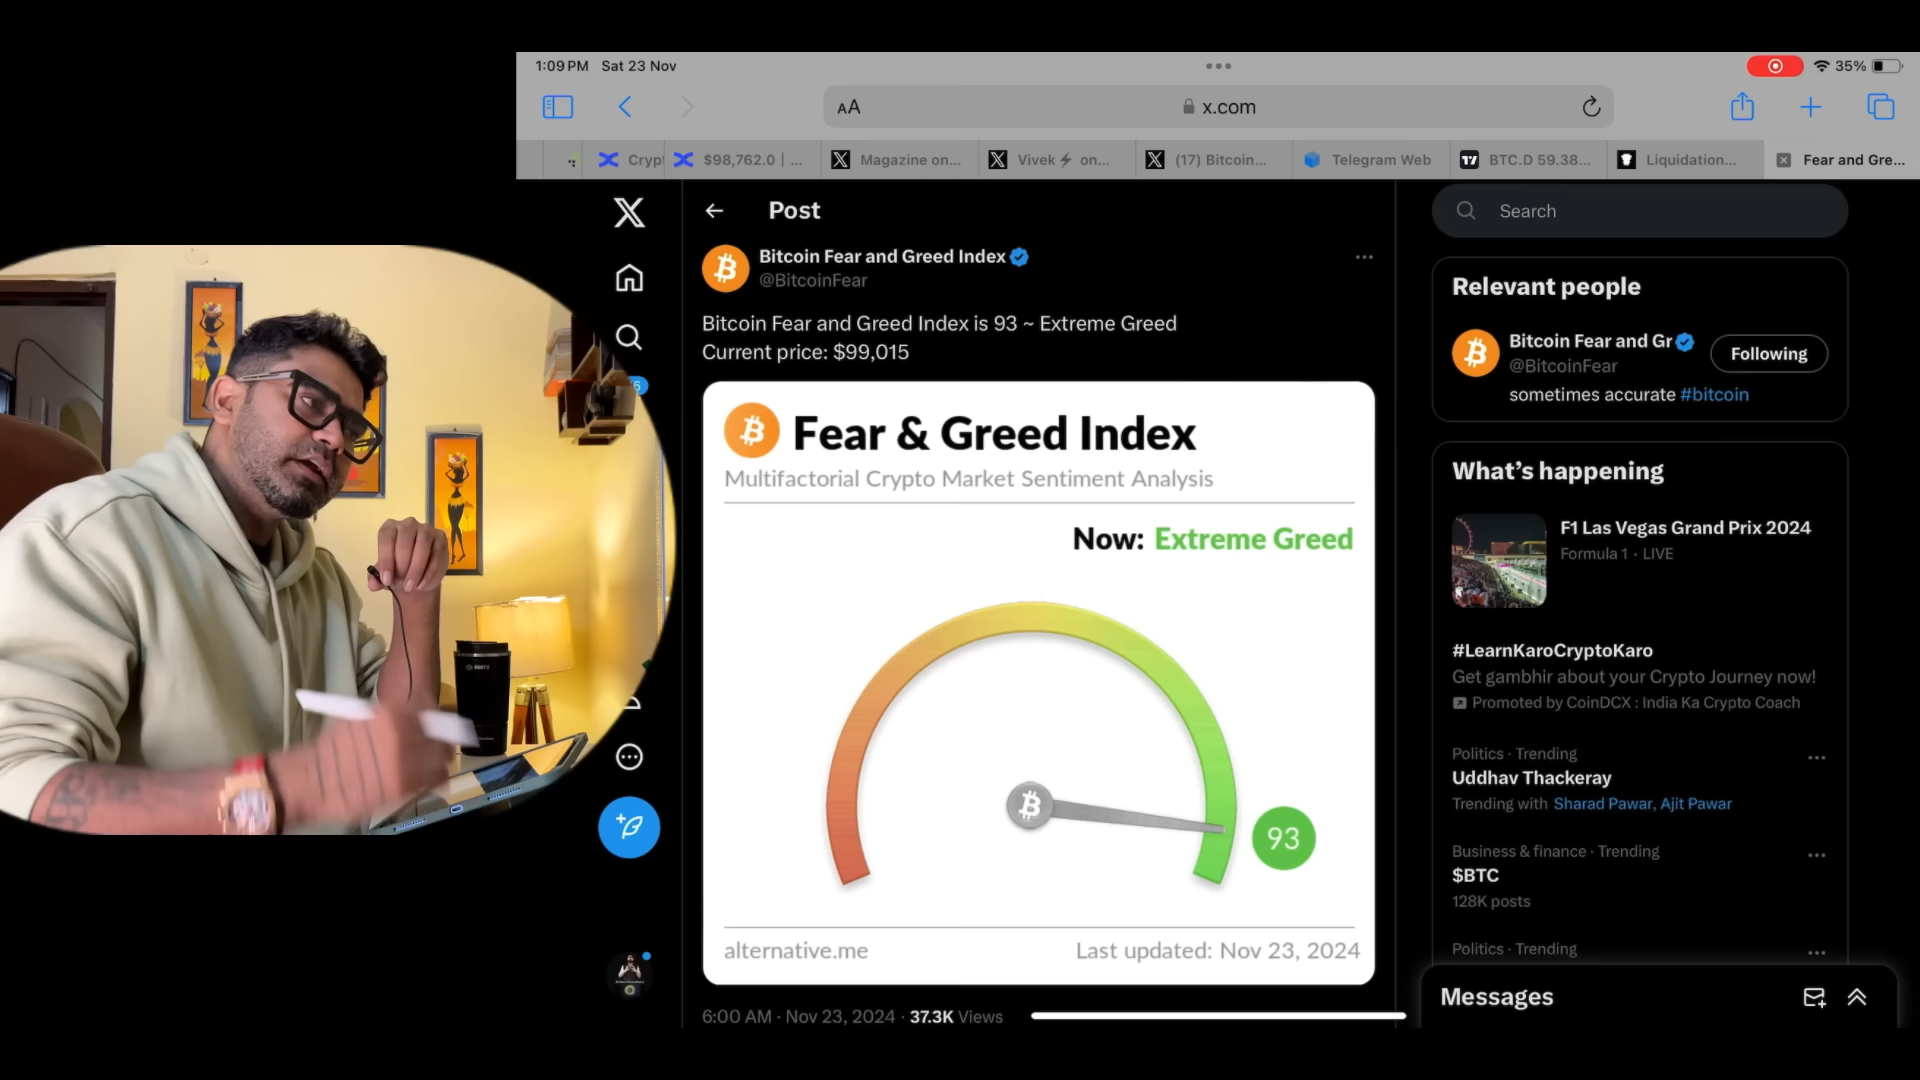 1:09 PM Sat 23 Nov
35%
AA
x.com
Crypt
$98,762.0 | ...
Magazine on...
Vivek⚡ on...
(17) Bitcoin...
Telegram Web
BTC.D 59.38...
Liquidation...
Fear and Gre...
Post
Search
Bitcoin Fear and Greed Index
@BitcoinFear
Bitcoin Fear and Greed Index is 93 ~ Extreme Greed
Current price: $99,015
Fear & Greed Index
Multifactorial Crypto Market Sentiment Analysis
Now: Extreme Greed
93
alternative.me
Last updated: Nov 23, 2024
6:00 AM · Nov 23, 2024 · 37.3K Views
Relevant people
Bitcoin Fear and Gr
@BitcoinFear
Following
sometimes accurate #bitcoin
What's happening
F1 Las Vegas Grand Prix 2024
Formula 1 · LIVE
#LearnKaroCryptoKaro
Get gambhir about your Crypto Journey now!
Promoted by CoinDCX : India Ka Crypto Coach
Politics · Trending
Uddhav Thackeray
Trending with Sharad Pawar, Ajit Pawar
Business & finance · Trending
$BTC
128K posts
Politics · Trending
Messages